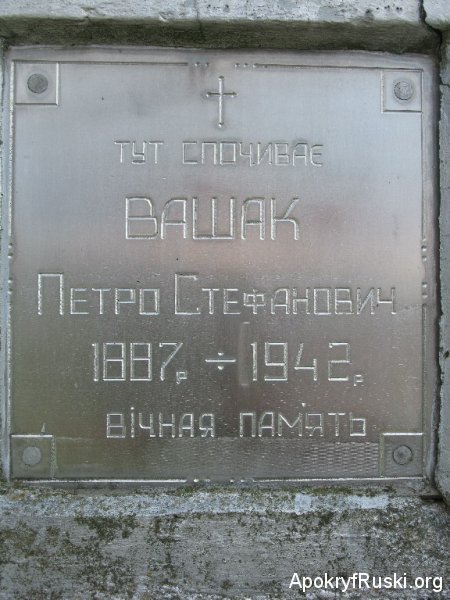 ТУТ СПОЧИВАЄ
ВАШАК
ПЕТРО СТЕФАНОВИЧ
1887р. ÷ 1942р.
ВІЧНАЯ ПАМЯТЬ
ApokryfRuski.org